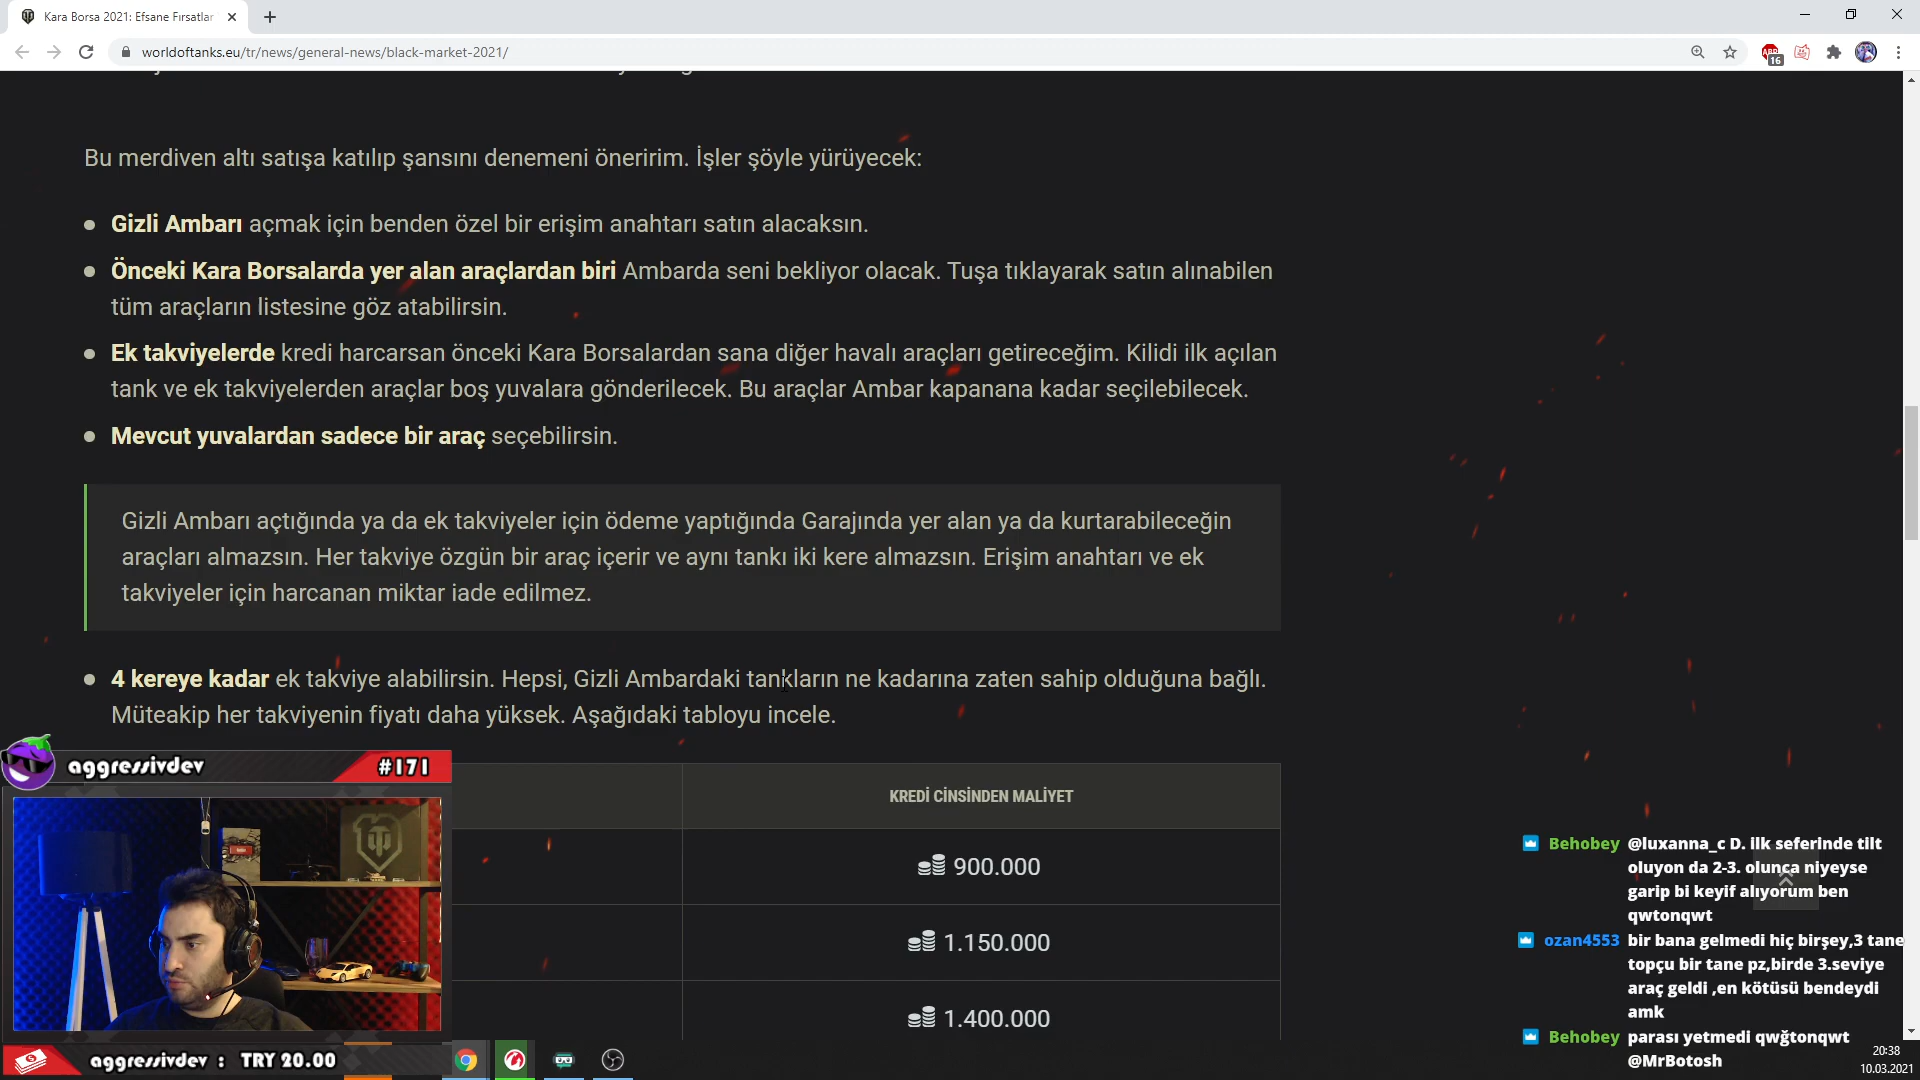 Kara Borsa 2021: Efsane Fırsatlar
worldoftanks.eu/tr/news/general-news/black-market-2021/
16
Bu merdiven altı satışa katılıp şansını denemeni öneririm. İşler şöyle yürüyecek:
Gizli Ambarı açmak için benden özel bir erişim anahtarı satın alacaksın.
Önceki Kara Borsalarda yer alan araçlardan biri Ambarda seni bekliyor olacak. Tuşa tıklayarak satın alınabilen
tüm araçların listesine göz atabilirsin.
Ek takviyelerde kredi harcarsan önceki Kara Borsalardan sana diğer havalı araçları getireceğim. Kilidi ilk açılan
tank ve ek takviyelerden araçlar boş yuvalara gönderilecek. Bu araçlar Ambar kapanana kadar seçilebilecek.
Mevcut yuvalardan sadece bir araç seçebilirsin.
Gizli Ambarı açtığında ya da ek takviyeler için ödeme yaptığında Garajında yer alan ya da kurtarabileceğin
araçları almazsın. Her takviye özgün bir araç içerir ve aynı tankı iki kere almazsın. Erişim anahtarı ve ek
takviyeler için harcanan miktar iade edilmez.
4 kereye kadar ek takviye alabilirsin. Hepsi, Gizli Ambardaki tankların ne kadarına zaten sahip olduğuna bağlı.
Müteakip her takviyenin fiyatı daha yüksek. Aşağıdaki tabloyu incele.
aggressivdev #171
KREDİ CİNSİNDEN MALİYET
900.000
1.150.000
1.400.000
Behobey @luxanna_c D. ilk seferinde tilt
oluyon da 2-3. olunca niyeyse
garip bi keyif alıyorum ben
qwtonqwt
ozan4553 bir bana gelmedi hiç birşey,3 tane
topçu bir tane pz,birde 3.seviye
araç geldi ,en kötüsü bendeydi
amk
Behobey parası yetmedi qwğtonqwt
@MrBotosh
aggressivdev : TRY 20.00
20:38
10.03.2021